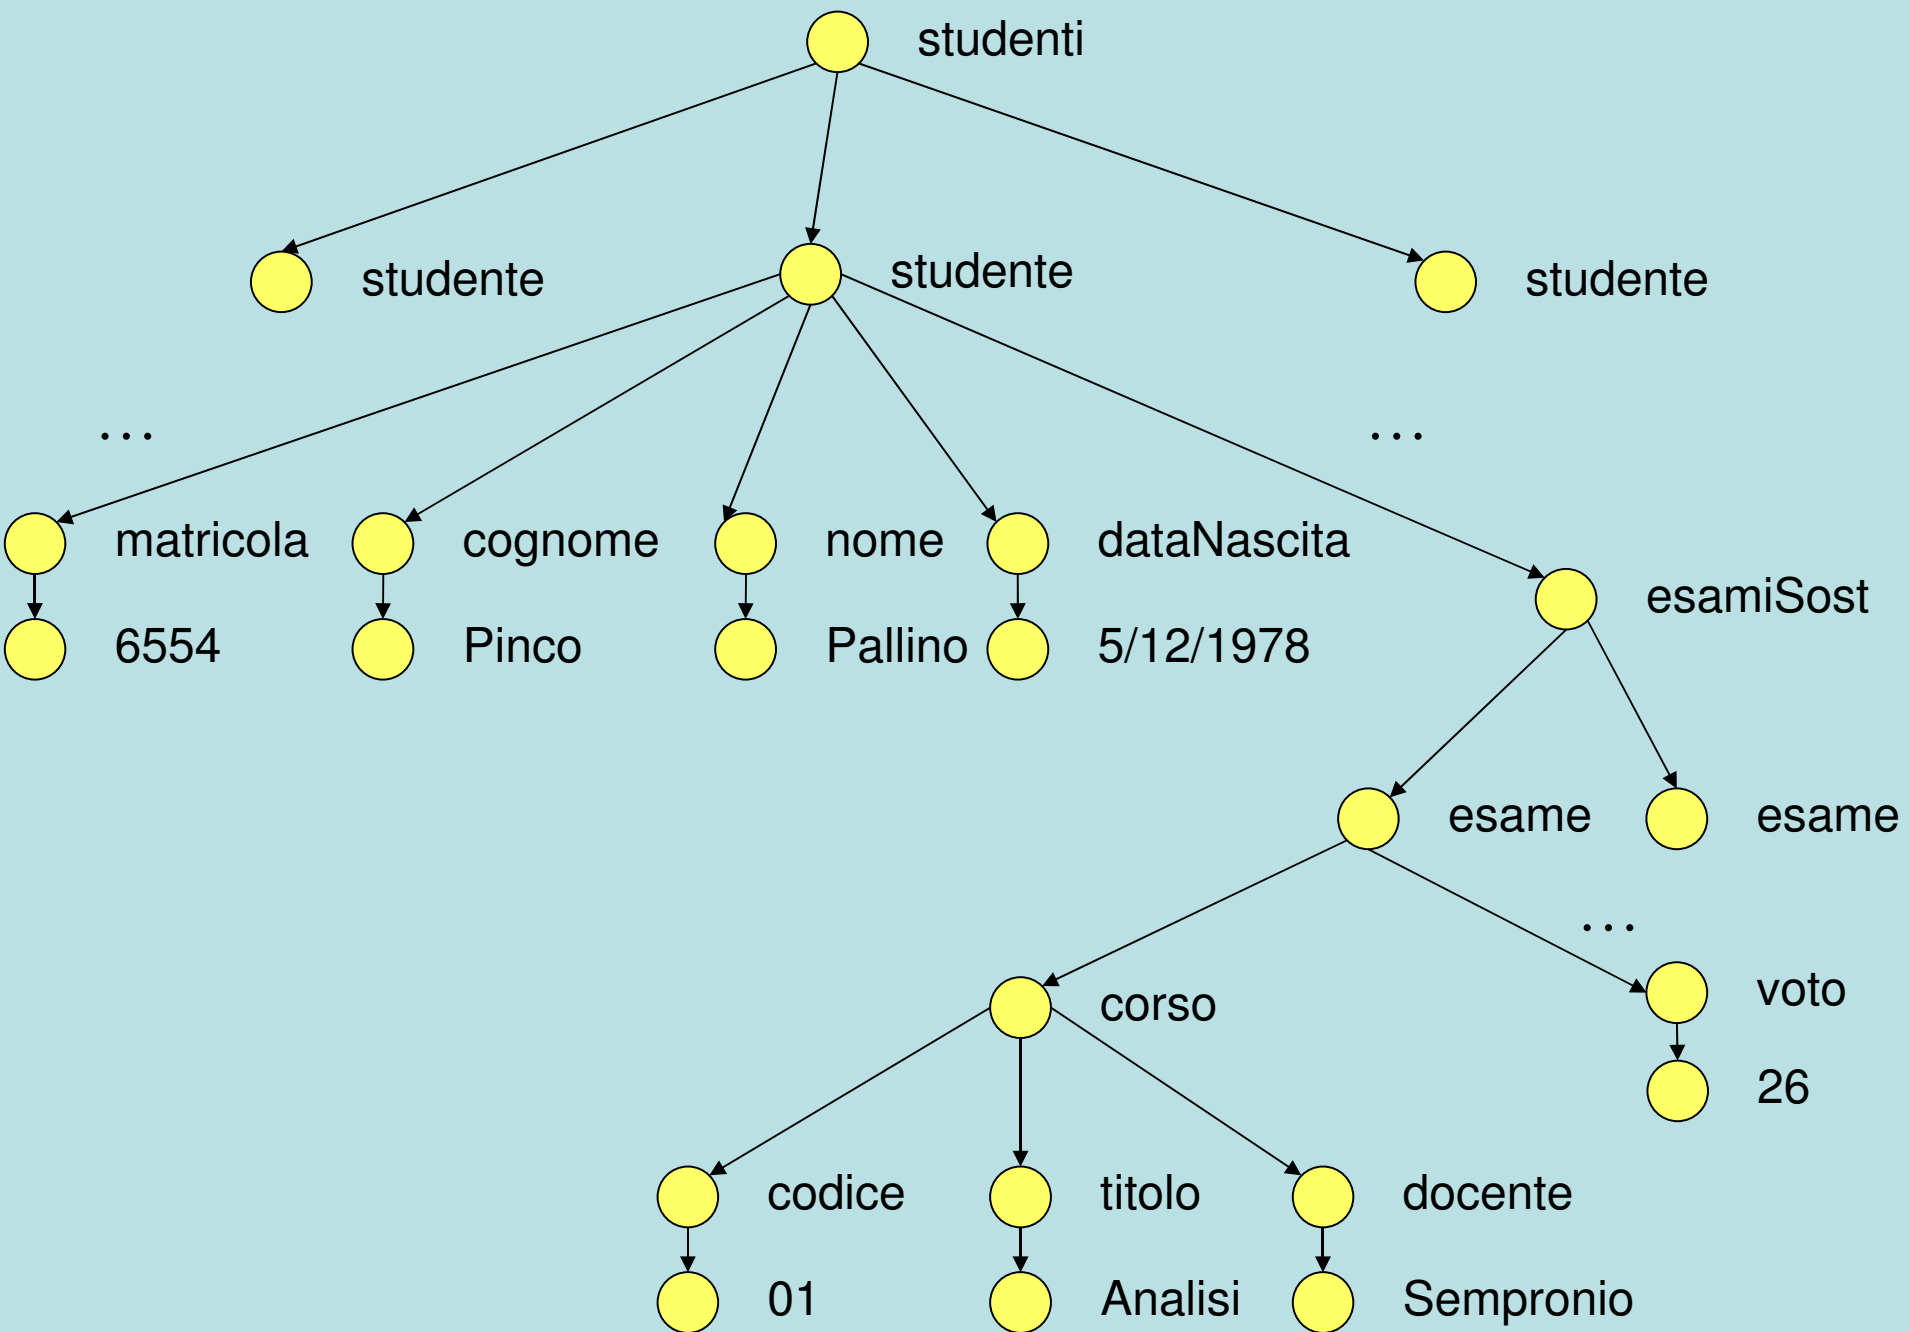 studenti
studente studente studente
... ...
matricola cognome nome dataNascita
esamiSost
6554 Pinco Pallino 5/12/1978
esame esame
...
corso voto
26
codice titolo docente
01 Analisi Sempronio